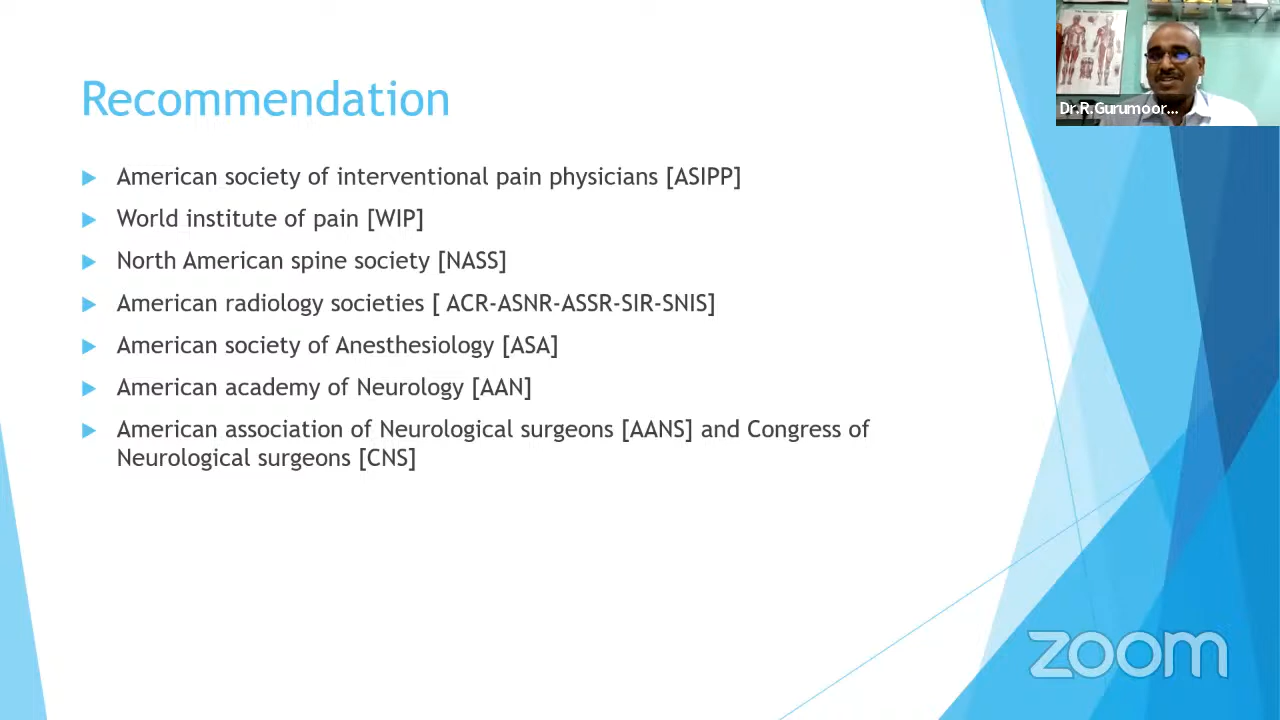 Recommendation
American society of interventional pain physicians [ASIPP]
World institute of pain [WIP]
North American spine society [NASS]
American radiology societies [ ACR-ASNR-ASSR-SIR-SNIS]
American society of Anesthesiology [ASA]
American academy of Neurology [AAN]
American association of Neurological surgeons [AANS] and Congress of
Neurological surgeons [CNS]
Dr.R.Gurumoor...
zoom